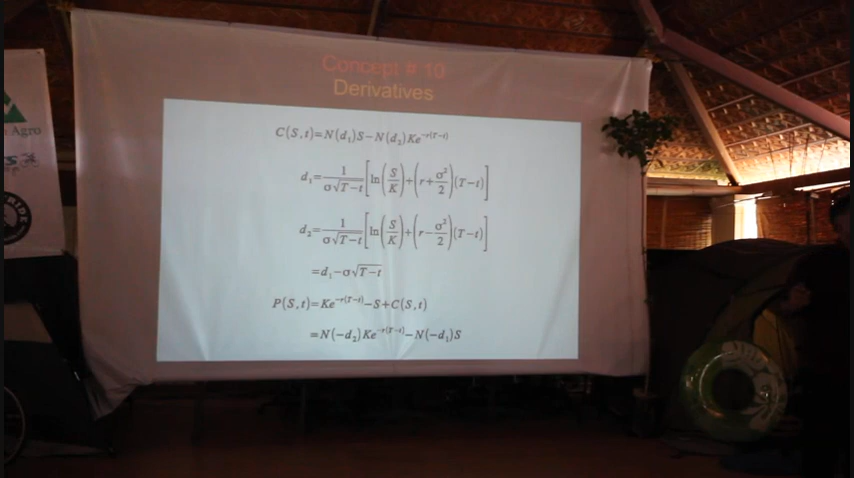 Concept # 10
Derivatives
C(S,t)=N(d₁)S−N(d₂)Ke^−r(T−t)
d₁=1/(σ√(T−t))[ln(S/K)+(r+σ²/2)(T−t)]
d₂=1/(σ√(T−t))[ln(S/K)+(r−σ²/2)(T−t)]
=d₁−σ√(T−t)
P(S,t)=Ke^−r(T−t)−S+C(S,t)
=N(−d₂)Ke^−r(T−t)−N(−d₁)S
Agro